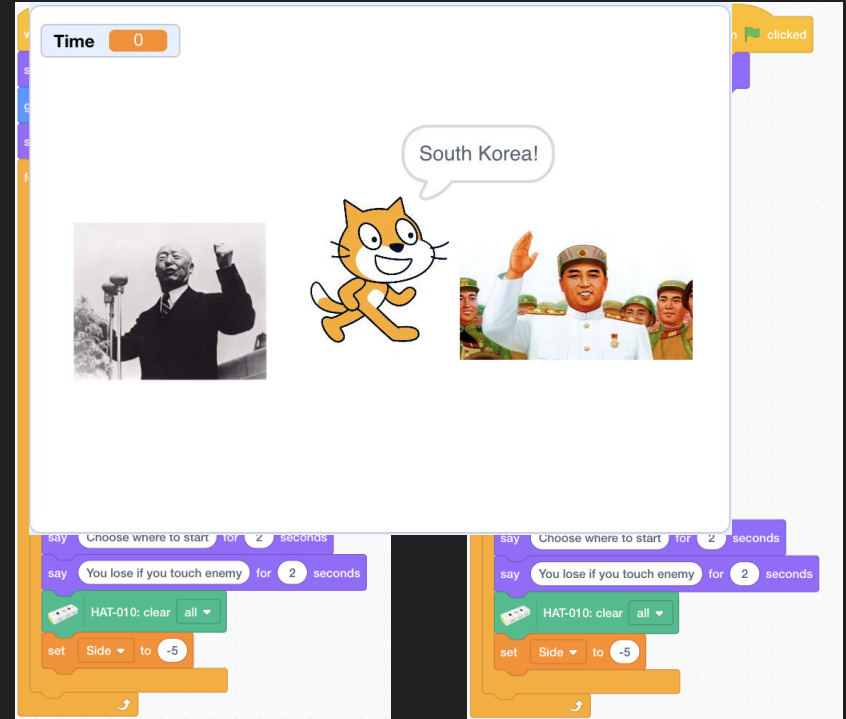 Time 0
clicked
South Korea!
say Choose where to start for 2 seconds
say You lose if you touch enemy for 2 seconds
HAT-010: clear all
set Side to -5
say Choose where to start for 2 seconds
say You lose if you touch enemy for 2 seconds
HAT-010: clear all
set Side to -5